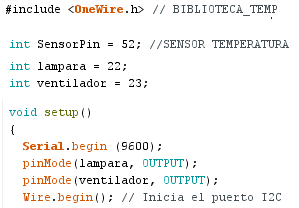 #include <OneWire.h> // BIBLIOTECA_TEMP
int SensorPin = 52; //SENSOR TEMPERATURA
int lampara = 22;
int ventilador = 23;
void setup()
{
Serial.begin (9600);
pinMode(lampara, OUTPUT);
pinMode(ventilador, OUTPUT);
Wire.begin(); // Inicia el puerto I2C